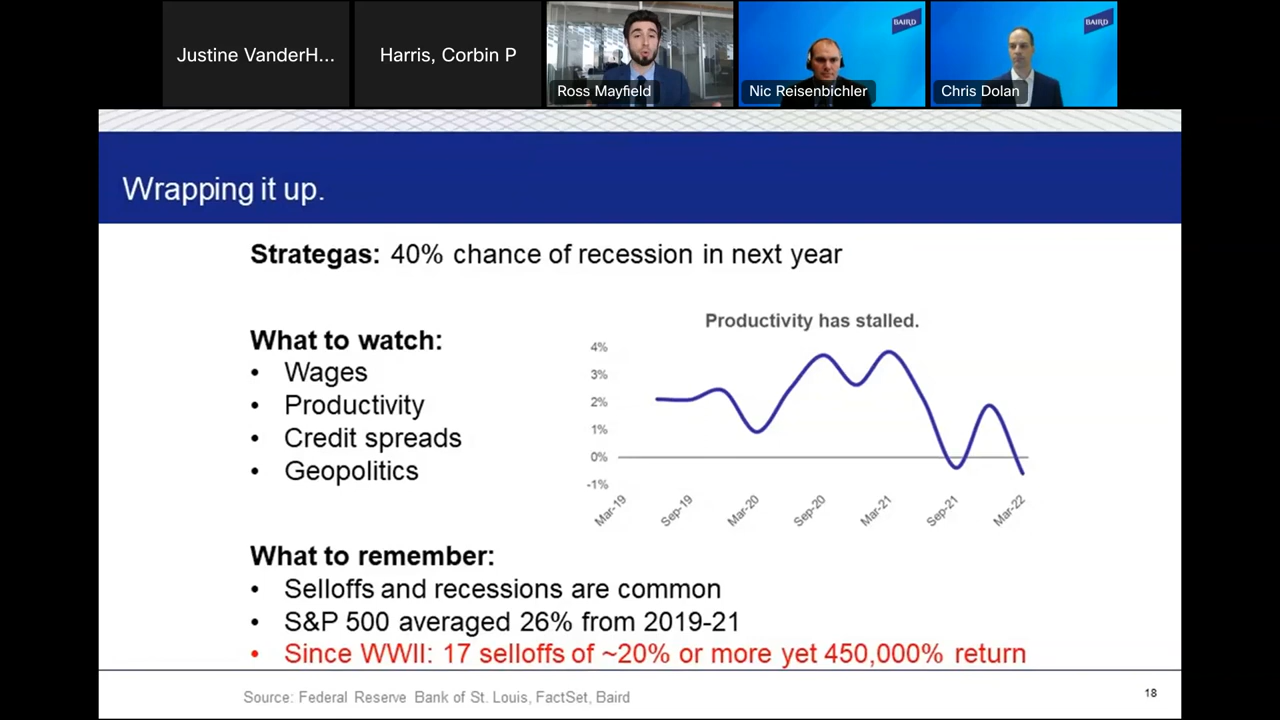 Justine VanderH...
Harris, Corbin P
Ross Mayfield
BAIRD
Nic Reisenbichler
BAIRD
Chris Dolan
Wrapping it up.
Strategas: 40% chance of recession in next year
What to watch:
• Wages
• Productivity
• Credit spreads
• Geopolitics
Productivity has stalled.
4%
3%
2%
1%
0%
-1%
Mar-19
Sep-19
Mar-20
Sep-20
Mar-21
Sep-21
Mar-22
What to remember:
• Selloffs and recessions are common
• S&P 500 averaged 26% from 2019-21
• Since WWII: 17 selloffs of ~20% or more yet 450,000% return
Source: Federal Reserve Bank of St. Louis, FactSet, Baird
18